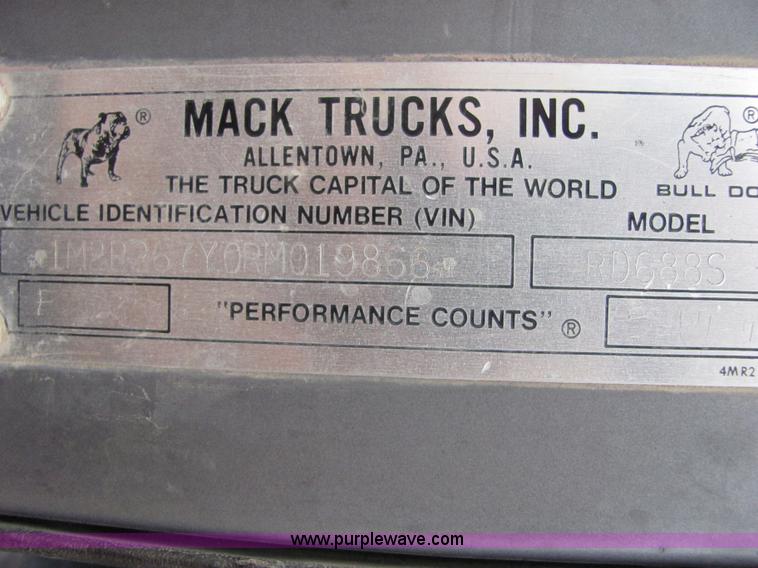 ® MACK TRUCKS, INC. ®
ALLENTOWN, PA., U.S.A.
THE TRUCK CAPITAL OF THE WORLD BULL DO
VEHICLE IDENTIFICATION NUMBER (VIN) MODEL
*1M2P267Y0RM019866* RD688S
F "PERFORMANCE COUNTS" ®
4MR2
www.purplewave.com